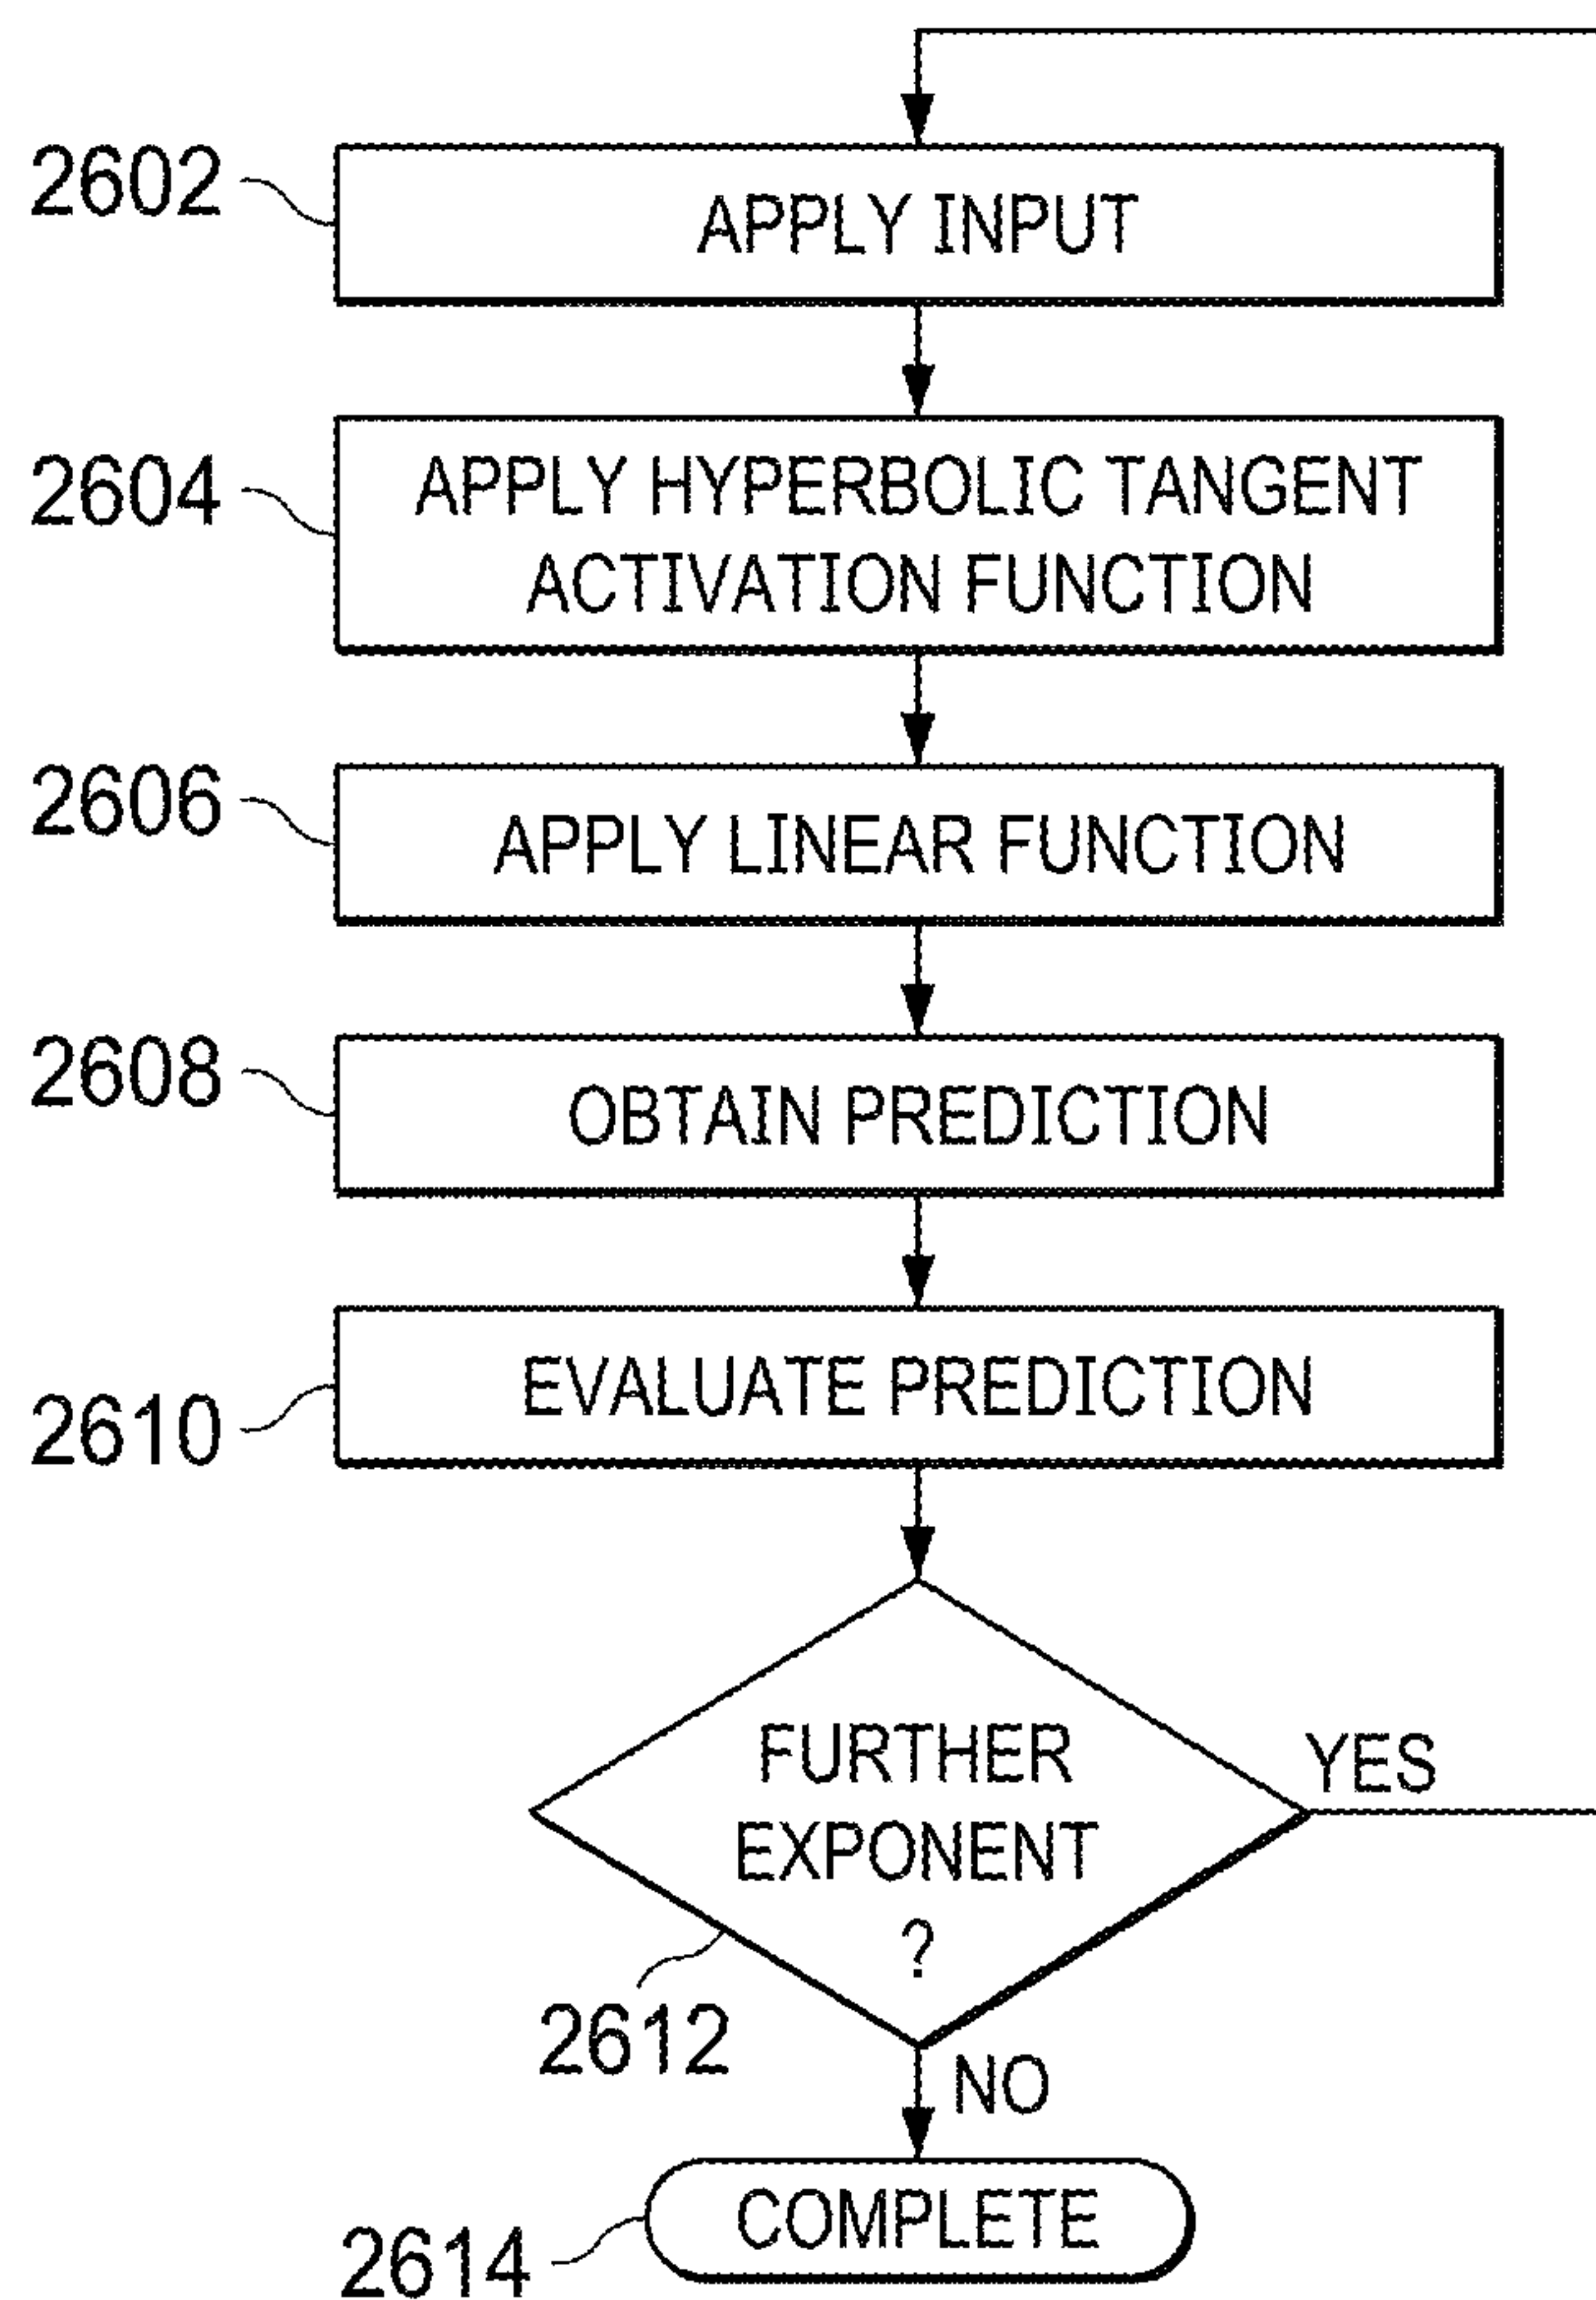 2602
APPLY INPUT
2604
APPLY HYPERBOLIC TANGENT
ACTIVATION FUNCTION
2606
APPLY LINEAR FUNCTION
2608
OBTAIN PREDICTION
2610
EVALUATE PREDICTION
FURTHER
EXPONENT
?
YES
2612
NO
COMPLETE
2614